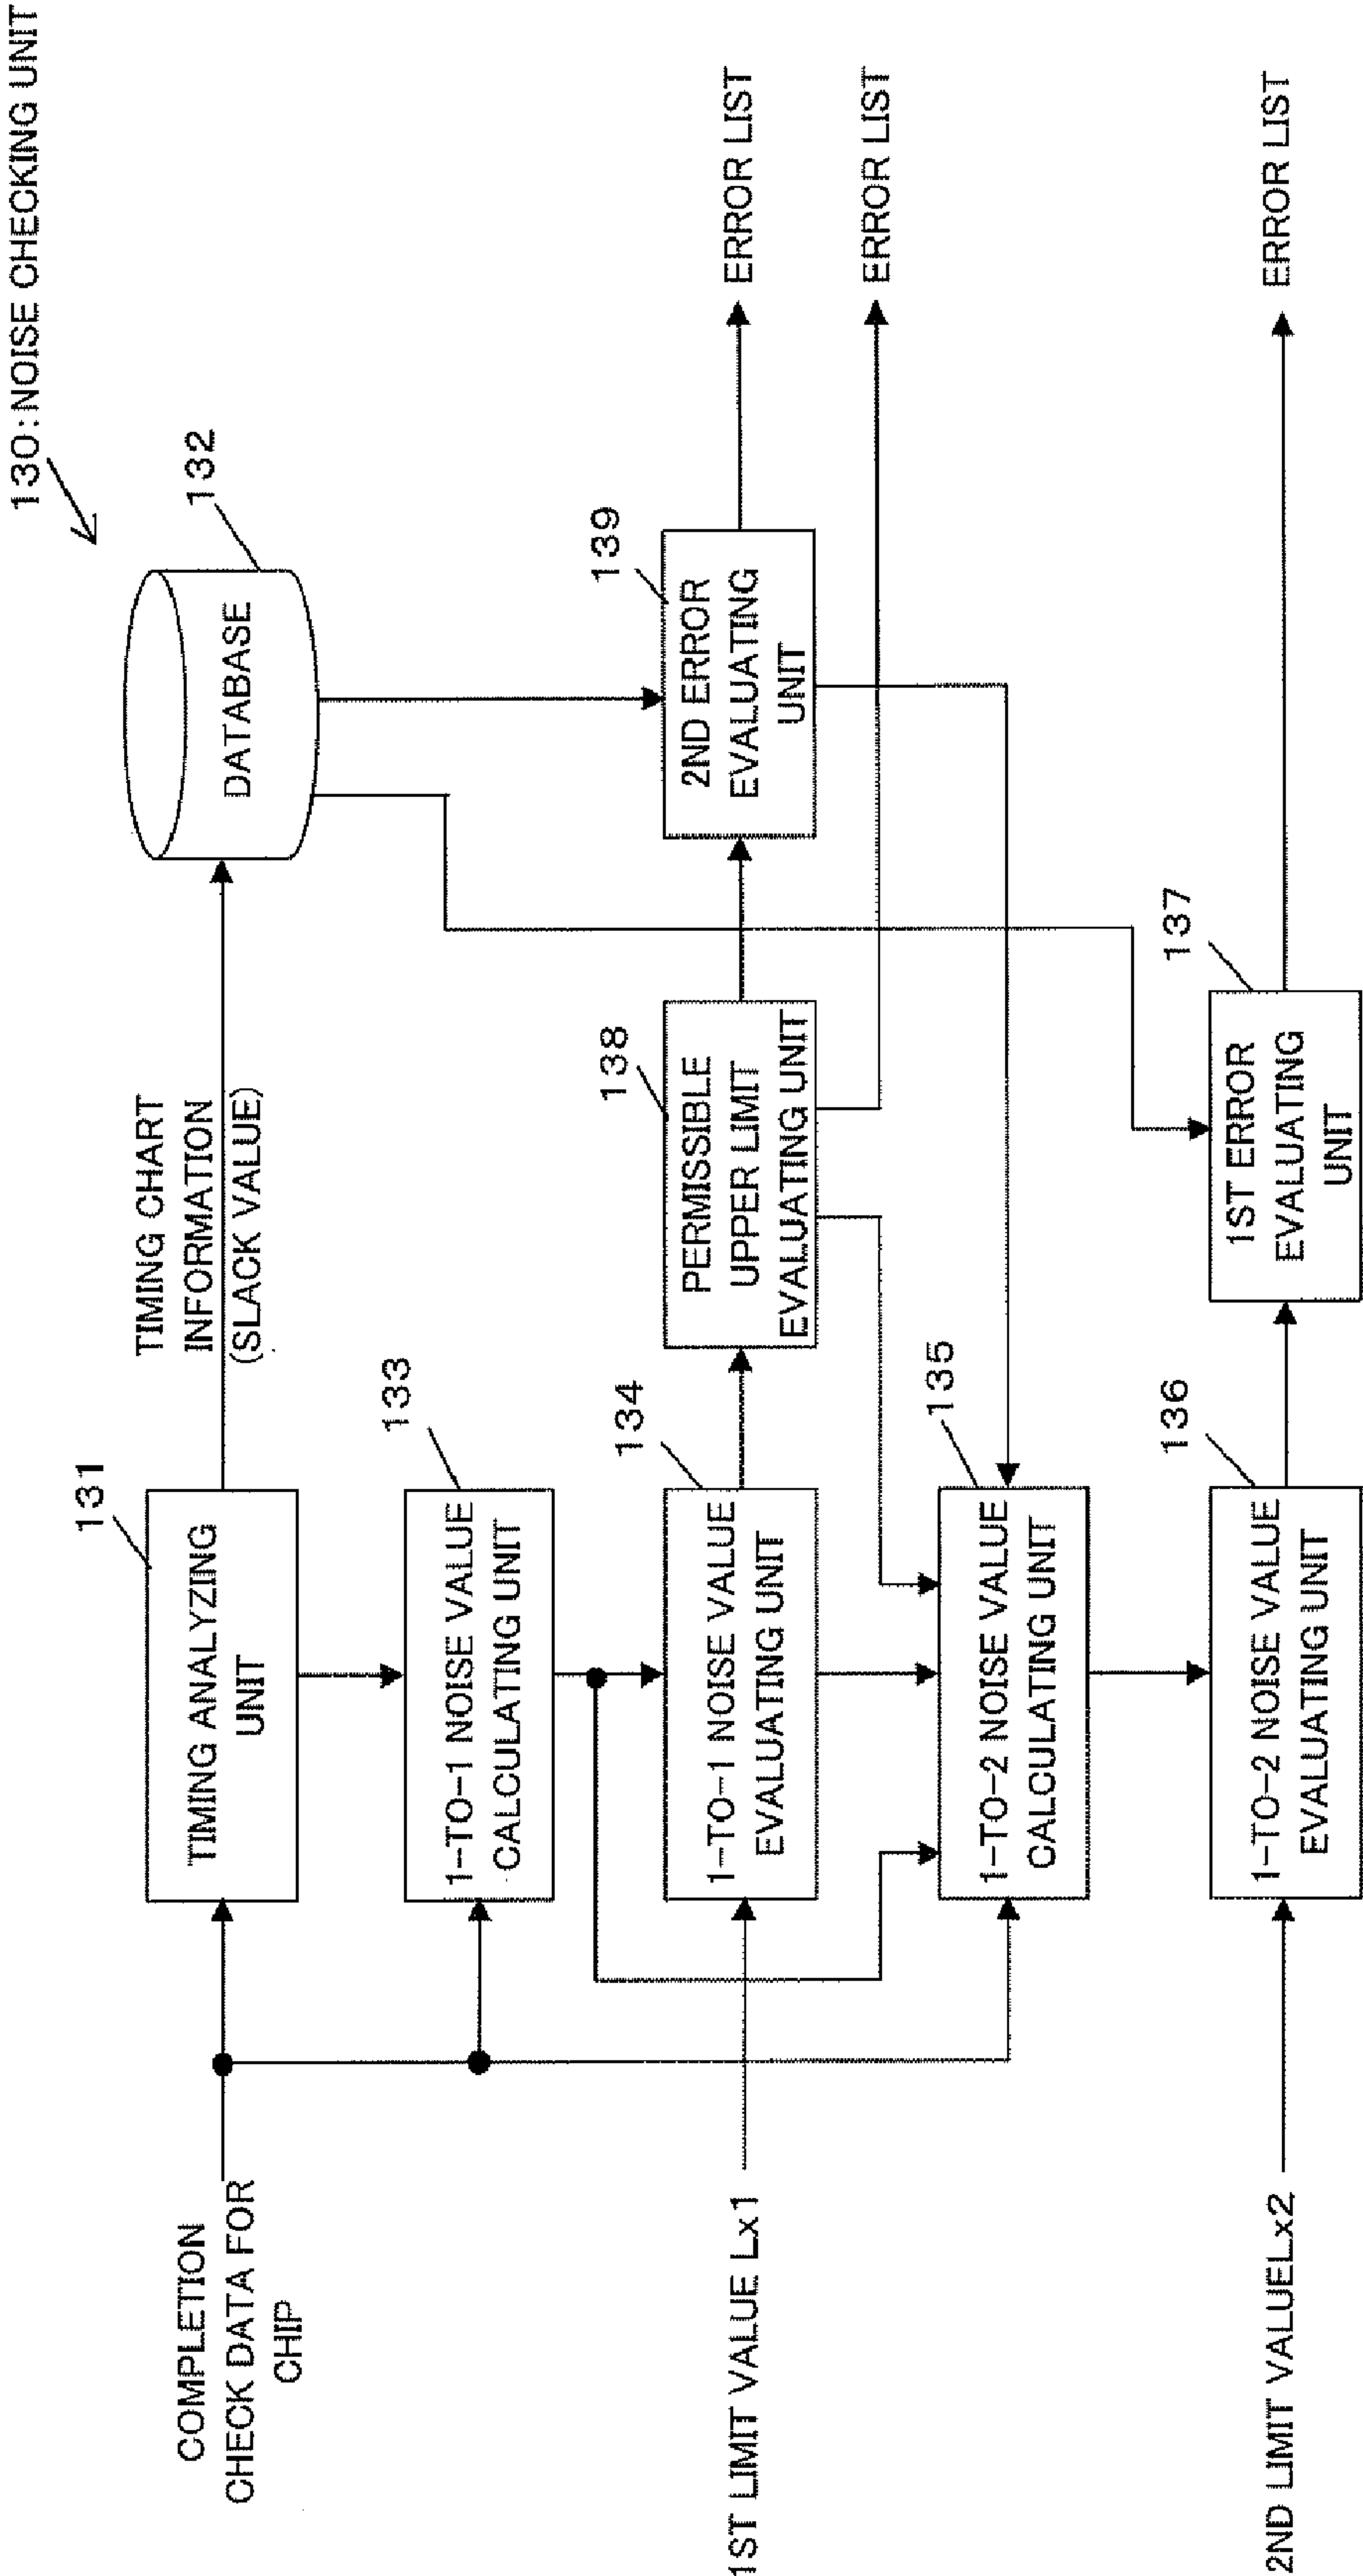 130:NOISE CHECKING UNIT
132
DATABASE
TIMING CHART
INFORMATION
(SLACK VALUE)
131
TIMING ANALYZING
UNIT
COMPLETION
CHECK DATA FOR
CHIP
133
1-TO-1 NOISE VALUE
CALCULATING UNIT
139
2ND ERROR
EVALUATING
UNIT
ERROR LIST
138
PERMISSIBLE
UPPER LIMIT
EVALUATING UNIT
ERROR LIST
134
1-TO-1 NOISE VALUE
EVALUATING UNIT
1ST LIMIT VALUE Lx1
135
1-TO-2 NOISE VALUE
CALCULATING UNIT
137
1ST ERROR
EVALUATING
UNIT
ERROR LIST
136
1-TO-2 NOISE VALUE
EVALUATING UNIT
2ND LIMIT VALUELx2